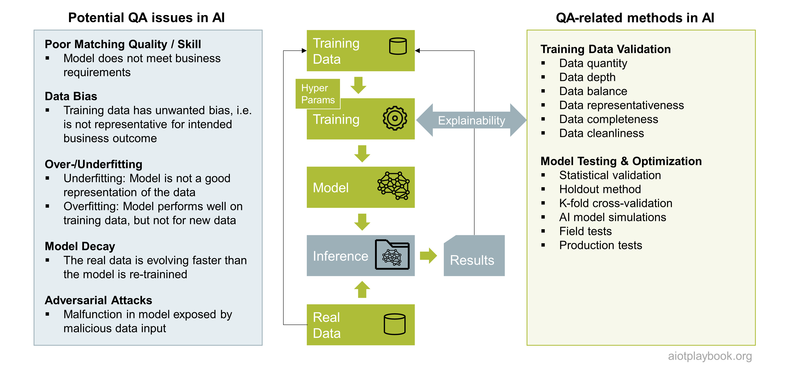 Potential QA issues in AI
Poor Matching Quality / Skill
▪ Model does not meet business
requirements
Data Bias
▪ Training data has unwanted bias, i.e.
is not representative for intended
business outcome
Over-/Underfitting
▪ Underfitting: Model is not a good
representation of the data
▪ Overfitting: Model performs well on
training data, but not for new data
Model Decay
▪ The real data is evolving faster than
the model is re-trainined
Adversarial Attacks
▪ Malfunction in model exposed by
malicious data input
Training
Data
Hyper
Params
Training
Explainability
Model
Inference
Results
Real
Data
QA-related methods in AI
Training Data Validation
▪ Data quantity
▪ Data depth
▪ Data balance
▪ Data representativeness
▪ Data completeness
▪ Data cleanliness
Model Testing & Optimization
▪ Statistical validation
▪ Holdout method
▪ K-fold cross-validation
▪ AI model simulations
▪ Field tests
▪ Production tests
aiotplaybook.org